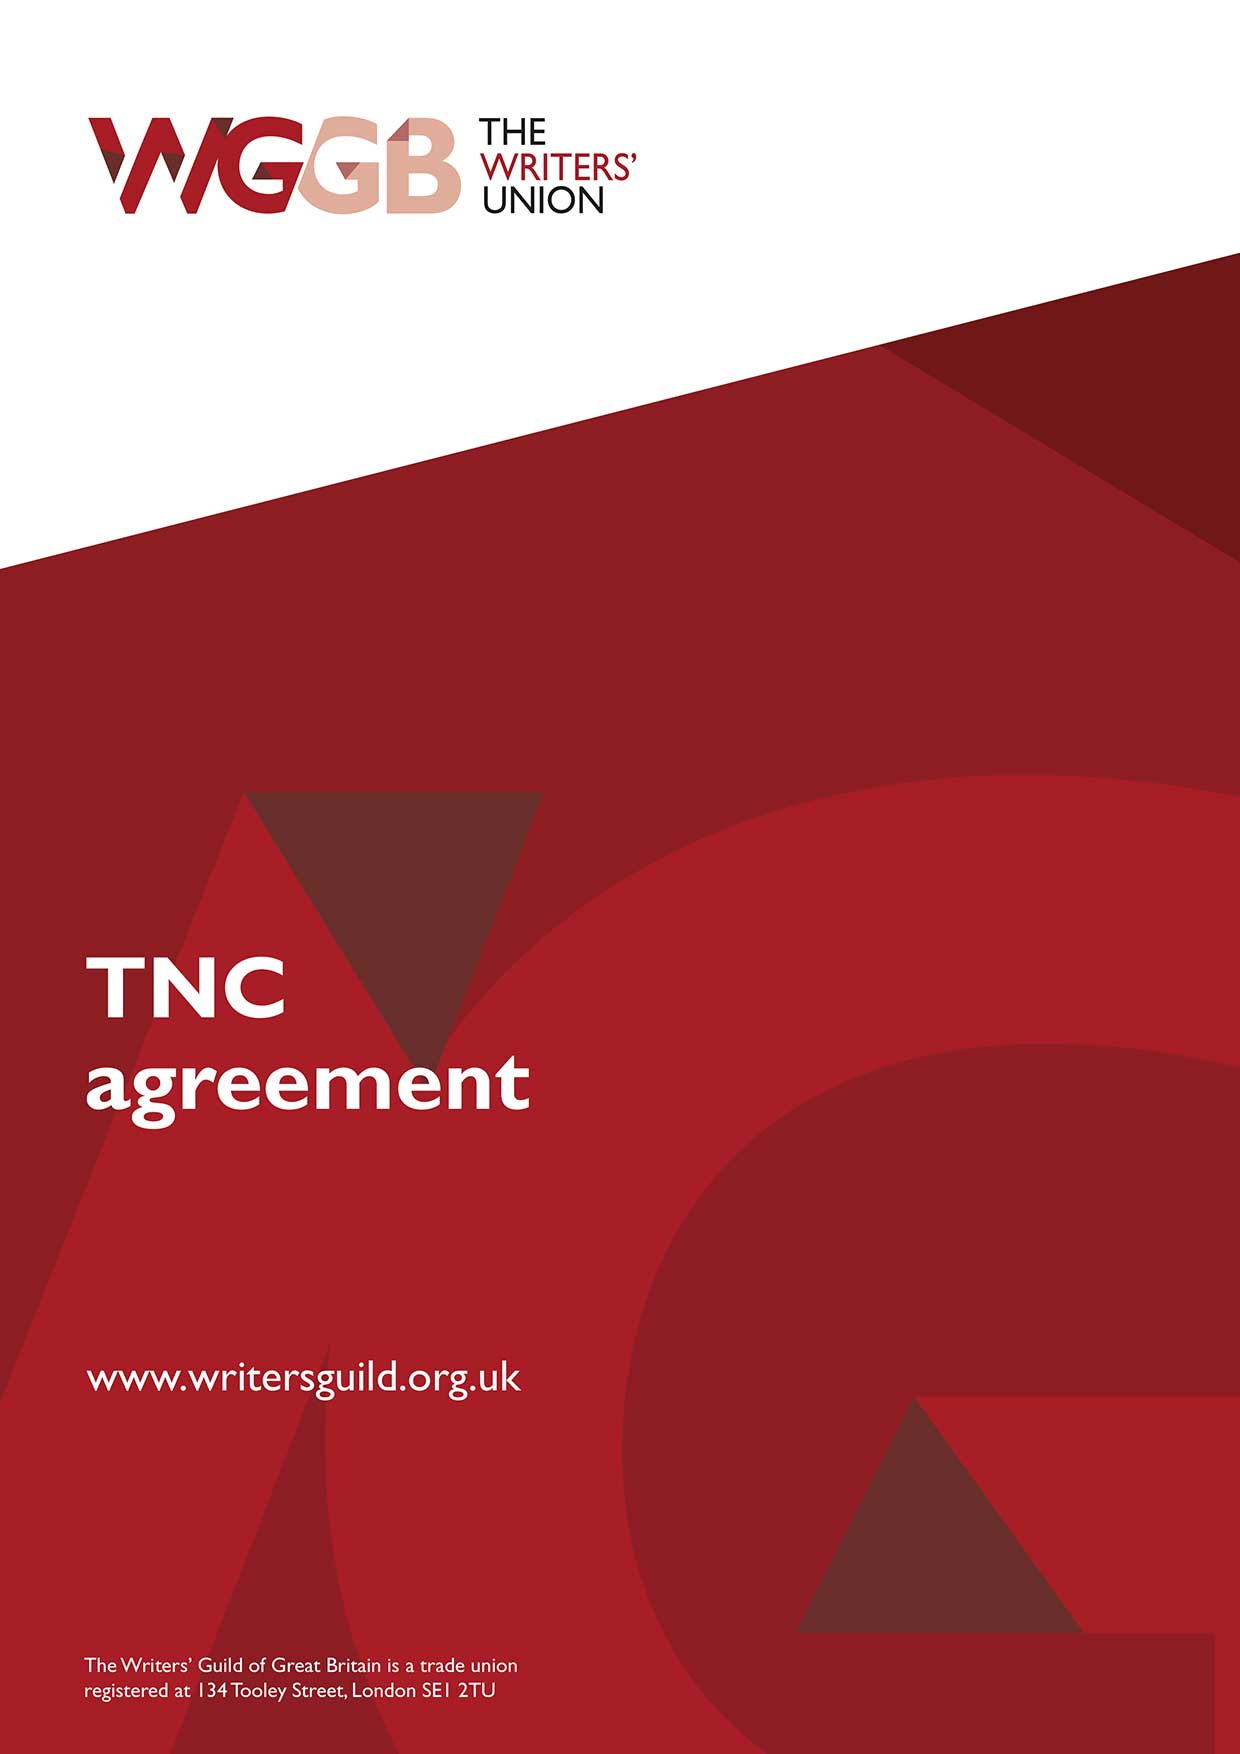 WGGB
THE
WRITERS’
UNION
TNC
agreement
www.writersguild.org.uk
The Writers’ Guild of Great Britain is a trade union
registered at 134 Tooley Street, London SE1 2TU